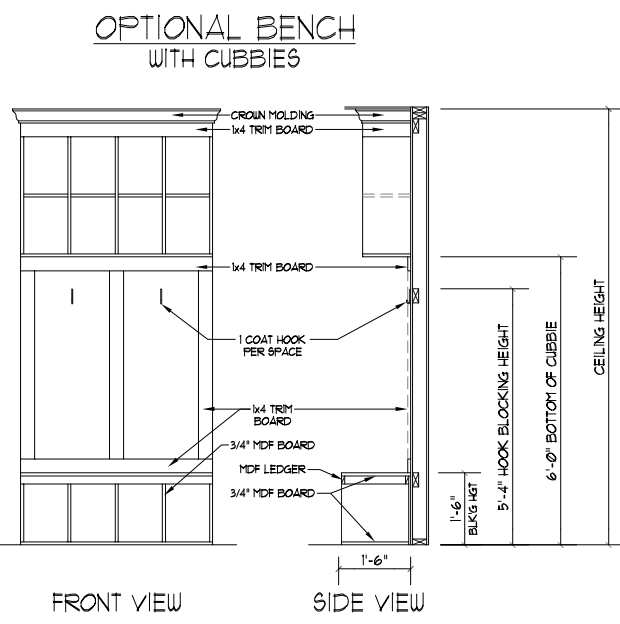 OPTIONAL BENCH
WITH CUBBIES
CROWN MOLDING
1x4 TRIM BOARD
1x4 TRIM BOARD
1 COAT HOOK
PER SPACE
1x4 TRIM
BOARD
3/4" MDF BOARD
MDF LEDGER
3/4" MDF BOARD
1'-6"
BLK'G HGT
5'-4" HOOK BLOCKING HEIGHT
6'-0" BOTTOM OF CUBBIE
CEILING HEIGHT
1'-6"
FRONT VIEW
SIDE VIEW